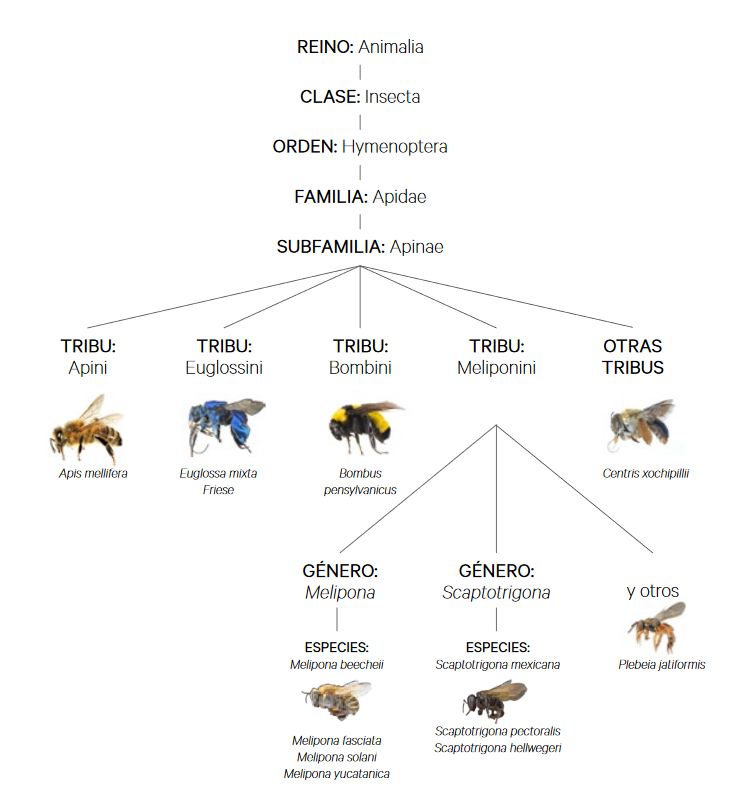 REINO: Animalia
CLASE: Insecta
ORDEN: Hymenoptera
FAMILIA: Apidae
SUBFAMILIA: Apinae
TRIBU:
Apini
TRIBU:
Euglossini
TRIBU:
Bombini
TRIBU:
Meliponini
OTRAS
TRIBUS
Apis mellifera
Euglossa mixta
Friese
Bombus
pensylvanicus
Centris xochipillii
GÉNERO:
Melipona
GÉNERO:
Scaptotrigona
y otros
ESPECIES:
Melipona beecheii
ESPECIES:
Scaptotrigona mexicana
Plebeia jatiformis
Melipona fasciata
Melipona solani
Melipona yucatanica
Scaptotrigona pectoralis
Scaptotrigona hellwegeri